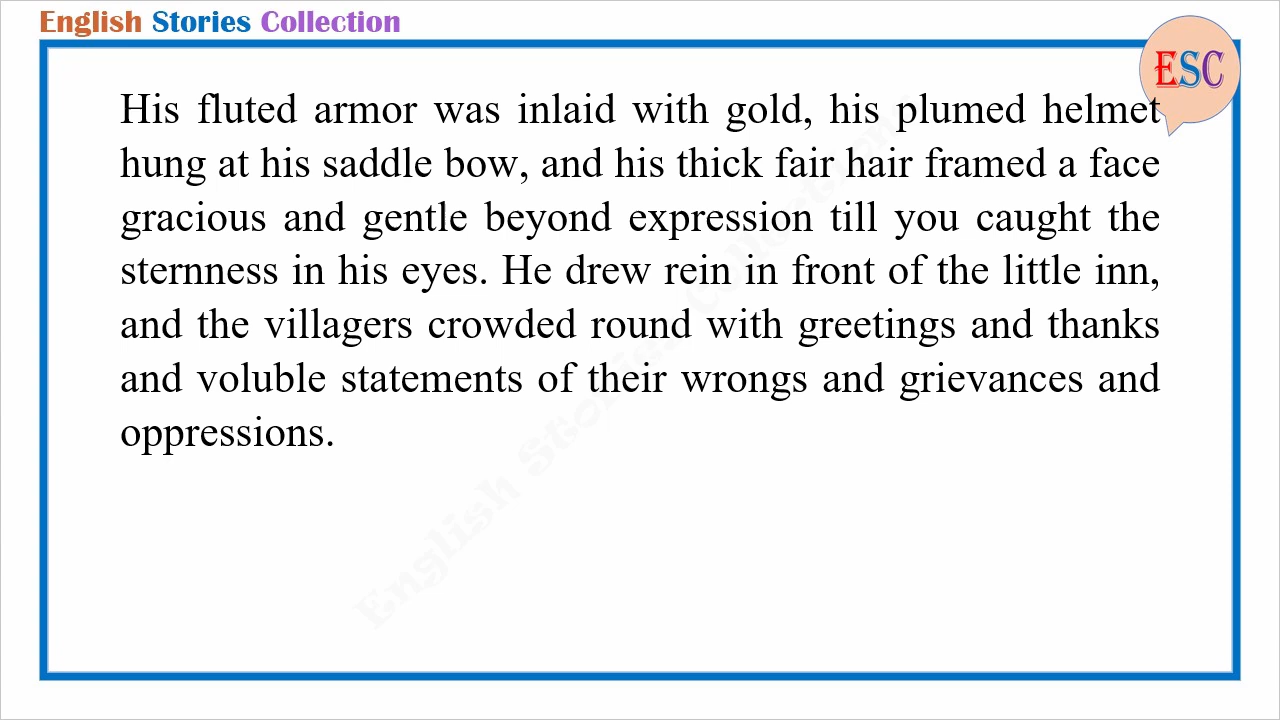 English Stories Collection
ESC
His fluted armor was inlaid with gold, his plumed helmet
hung at his saddle bow, and his thick fair hair framed a face
gracious and gentle beyond expression till you caught the
sternness in his eyes. He drew rein in front of the little inn,
and the villagers crowded round with greetings and thanks
and voluble statements of their wrongs and grievances and
oppressions.
English Stories Collection